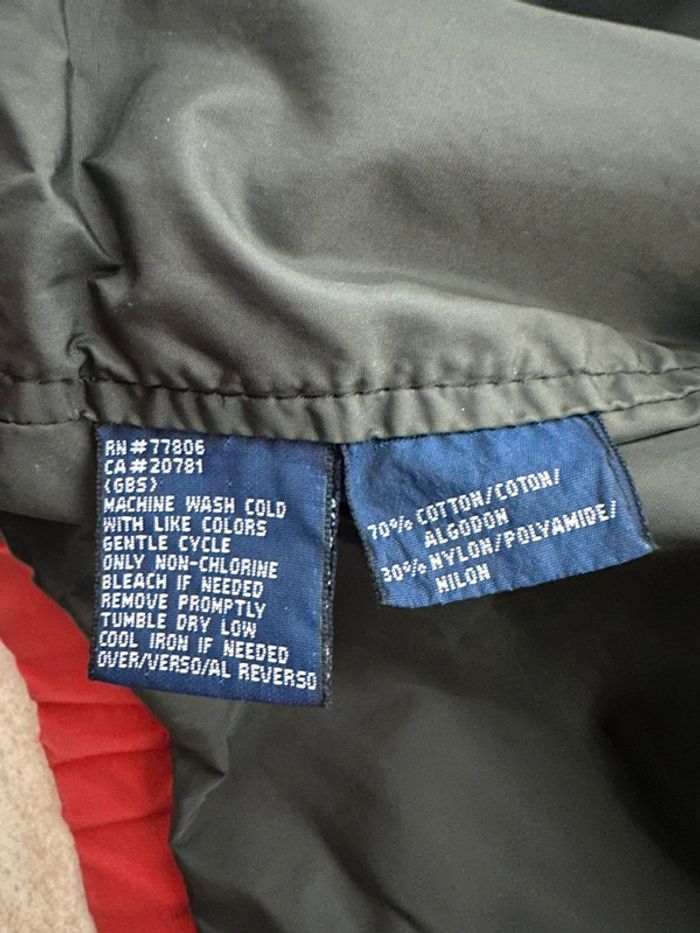 RN#77806
CA#20781
(GBS)
MACHINE WASH COLD
WITH LIKE COLORS
GENTLE CYCLE
ONLY NON-CHLORINE
BLEACH IF NEEDED
REMOVE PROMPTLY
TUMBLE DRY LOW
COOL IRON IF NEEDED
OVER/VERSO/AL REVERSO
70% COTTON/COTON/
ALGODON
30% NYLON/POLYAMIDE/
NILON